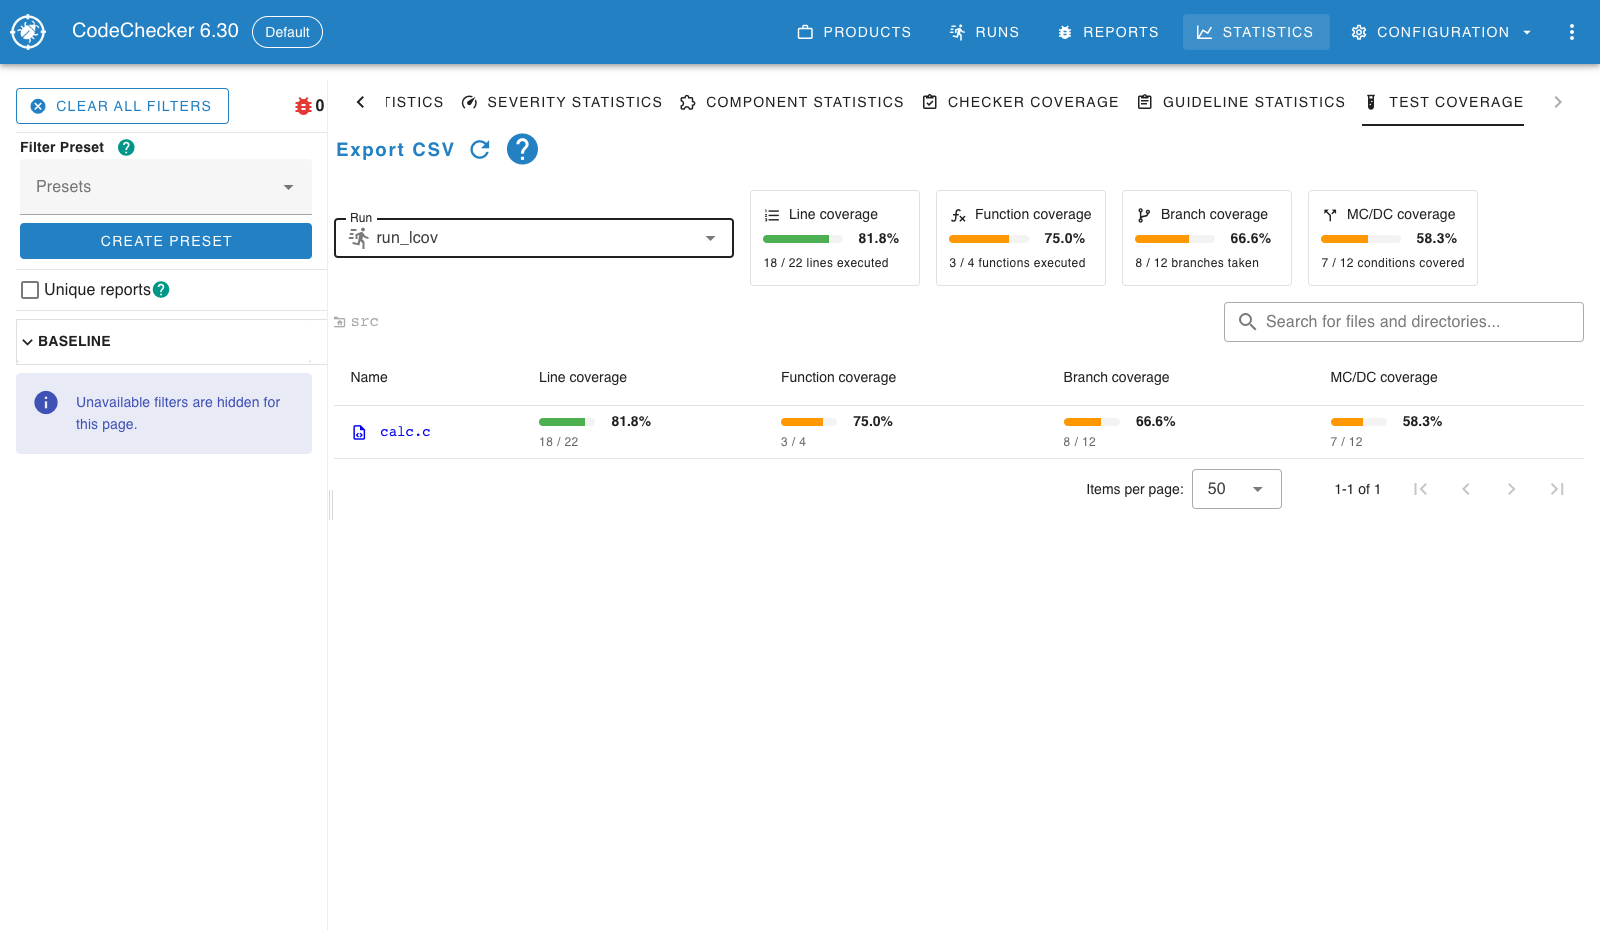 CodeChecker 6.30
Default
PRODUCTS
RUNS
REPORTS
STATISTICS
CONFIGURATION
CLEAR ALL FILTERS
0
Filter Preset
Presets
CREATE PRESET
Unique reports
BASELINE
Unavailable filters are hidden for
this page.
TISTICS
SEVERITY STATISTICS
COMPONENT STATISTICS
CHECKER COVERAGE
GUIDELINE STATISTICS
TEST COVERAGE
Export CSV
Run
run_lcov
Line coverage
81.8%
18 / 22 lines executed
Function coverage
75.0%
3 / 4 functions executed
Branch coverage
66.6%
8 / 12 branches taken
MC/DC coverage
58.3%
7 / 12 conditions covered
src
Search for files and directories...
Name Line coverage Function coverage Branch coverage MC/DC coverage
calc.c
81.8%
18 / 22
75.0%
3 / 4
66.6%
8 / 12
58.3%
7 / 12
Items per page: 50 1-1 of 1